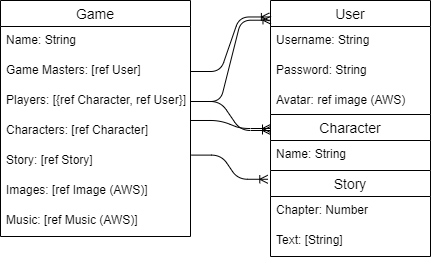 Game
Name: String
Game Masters: [ref User]
Players: [{ref Character, ref User}]
Characters: [ref Character]
Story: [ref Story]
Images: [ref Image (AWS)]
Music: [ref Music (AWS)]
User
Username: String
Password: String
Avatar: ref image (AWS)
Character
Name: String
Story
Chapter: Number
Text: [String]